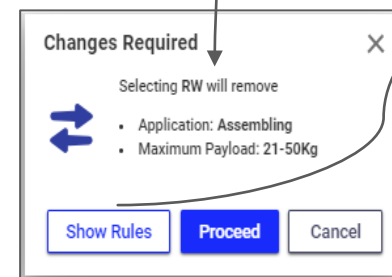 Changes Required
Selecting RW will remove
• Application: Assembling
• Maximum Payload: 21-50Kg
Show Rules Proceed Cancel